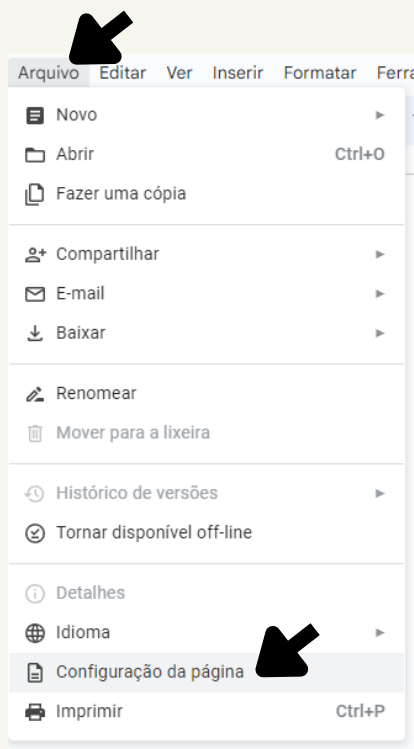 Arquivo Editar Ver Inserir Formatar
Novo
Abrir Ctrl+O
Fazer uma cópia
Compartilhar
E-mail
Baixar
Renomear
Mover para a lixeira
Histórico de versões
Tornar disponível off-line
Detalhes
Idioma
Configuração da página
Imprimir Ctrl+P